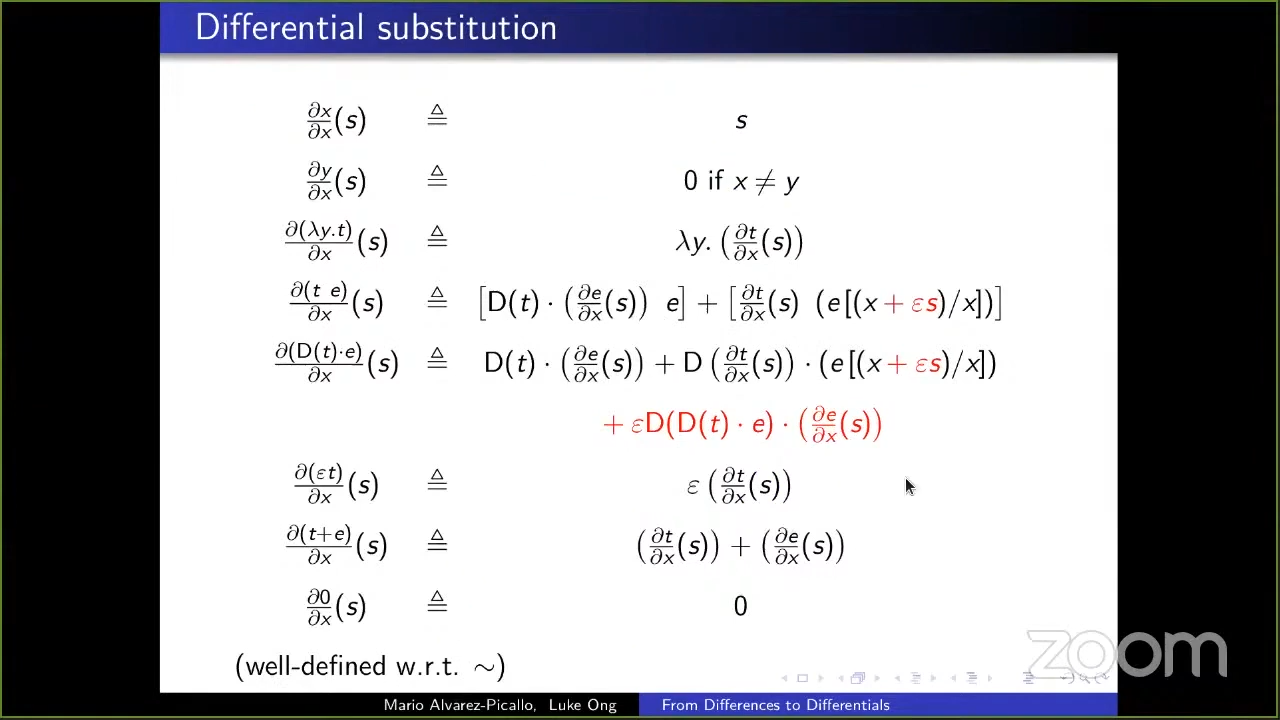 Differential substitution
∂x/∂x (s) ≜ s
∂y/∂x (s) ≜ 0 if x ≠ y
∂(λy.t)/∂x (s) ≜ λy. (∂t/∂x (s))
∂(t e)/∂x (s) ≜ [D(t) · (∂e/∂x (s)) e] + [∂t/∂x (s) (e [(x + εs)/x])]
∂(D(t)·e)/∂x (s) ≜ D(t) · (∂e/∂x (s)) + D (∂t/∂x (s)) · (e [(x + εs)/x])
+ εD(D(t) · e) · (∂e/∂x (s))
∂(εt)/∂x (s) ≜ ε (∂t/∂x (s))
∂(t+e)/∂x (s) ≜ (∂t/∂x (s)) + (∂e/∂x (s))
∂0/∂x (s) ≜ 0
(well-defined w.r.t. ∼)
zoom
Mario Alvarez-Picallo, Luke Ong From Differences to Differentials